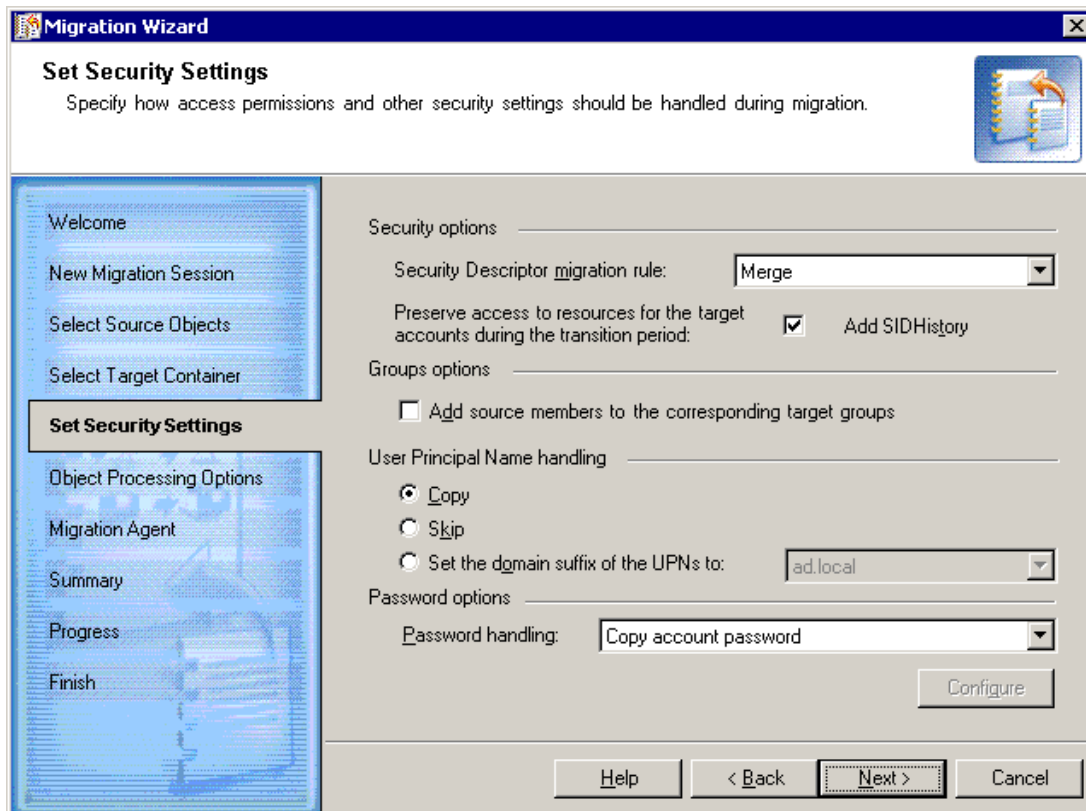 Migration Wizard
Set Security Settings
Specify how access permissions and other security settings should be handled during migration.
Welcome
New Migration Session
Select Source Objects
Select Target Container
Set Security Settings
Object Processing Options
Migration Agent
Summary
Progress
Finish
Security options
Security Descriptor migration rule:
Merge
Preserve access to resources for the target
accounts during the transition period:
Add SIDHistory
Groups options
Add source members to the corresponding target groups
User Principal Name handling
Copy
Skip
Set the domain suffix of the UPNs to:
ad.local
Password options
Password handling:
Copy account password
Configure
Help
< Back
Next >
Cancel